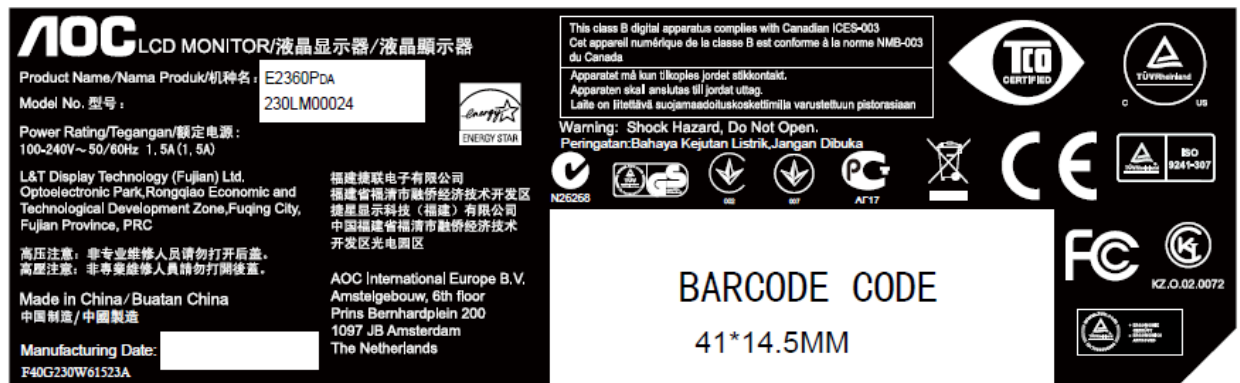 AOC LCD MONITOR/液晶显示器/液晶顯示器
Product Name/Nama Produk/机种名: E2360PDA
Model No. 型号: 230LM00024
Power Rating/Tegangan/额定电源:
100-240V~50/60Hz 1.5A(1.5A)
L&T Display Technology (Fujian) Ltd.
Optoelectronic Park,Rongqiao Economic and
Technological Development Zone,Fuqing City,
Fujian Province, PRC
高压注意: 非专业维修人员请勿打开后盖。
高壓注意: 非專業維修人員請勿打開後蓋。
Made in China/Buatan China
中国制造/中國製造
Manufacturing Date:
F40G230W61523A
energy
ENERGY STAR
福建捷联电子有限公司
福建省福清市融侨经济技术开发区
捷星显示科技（福建）有限公司
中国福建省福清市融侨经济技术
开发区光电园区
AOC International Europe B.V.
Amstelgebouw, 6th floor
Prins Bernhardplein 200
1097 JB Amsterdam
The Netherlands
This class B digital apparatus complies with Canadian ICES-003
Cet appareil numérique de la classe B est conforme à la norme NMB-003
du Canada
Apparatet må kun tilkoples jordet stikkontakt.
Apparaten skal anslutas till jordat uttag.
Laite on liitettävä suojamaadoituskoskettimilla varustettuun pistorasiaan
Warning: Shock Hazard, Do Not Open.
Peringatan:Bahaya Kejutan Listrik,Jangan Dibuka
N26268
GS
002
007
АГ17
TCO
CERTIFIED
TÜVRheinland
C US
CE
ISO
9241-307
FC
KZ.O.02.0072
BARCODE CODE
41*14.5MM